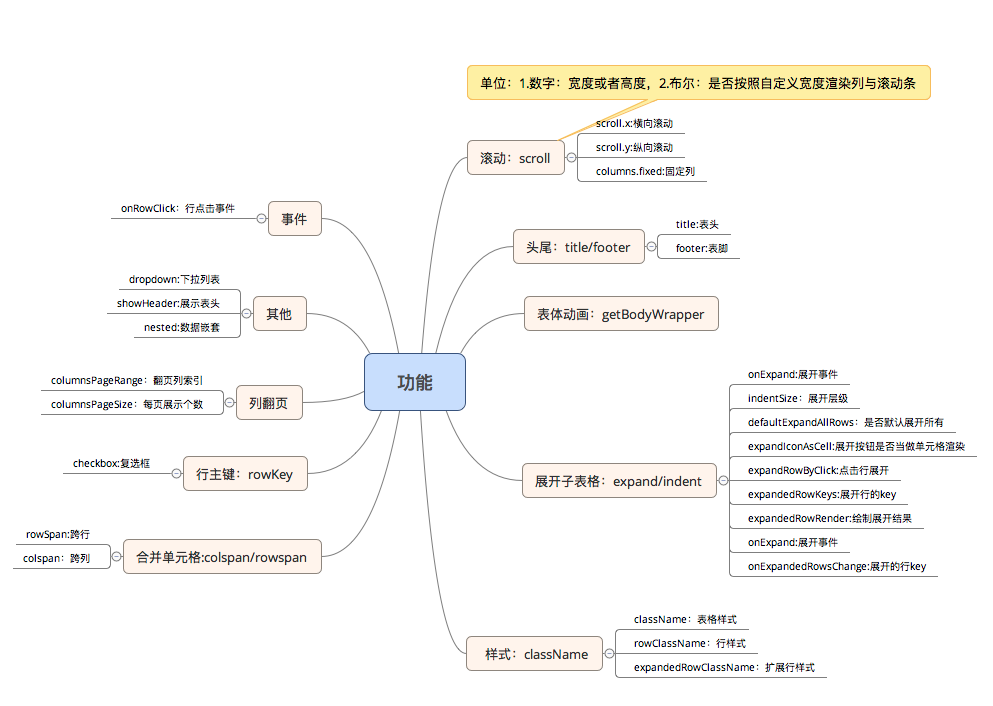 单位：1.数字：宽度或者高度，2.布尔：是否按照自定义宽度渲染列与滚动条
滚动：scroll
scroll.x:横向滚动
scroll.y:纵向滚动
columns.fixed:固定列
头尾：title/footer
title:表头
footer:表脚
表体动画：getBodyWrapper
功能
展开子表格：expand/indent
onExpand:展开事件
indentSize：展开层级
defaultExpandAllRows：是否默认展开所有
expandIconAsCell:展开按钮是否当做单元格渲染
expandRowByClick:点击行展开
expandedRowKeys:展开行的key
expandedRowRender:绘制展开结果
onExpand:展开事件
onExpandedRowsChange:展开的行key
样式：className
className：表格样式
rowClassName：行样式
expandedRowClassName：扩展行样式
事件
onRowClick：行点击事件
其他
dropdown:下拉列表
showHeader:展示表头
nested:数据嵌套
列翻页
columnsPageRange：翻页列索引
columnsPageSize：每页展示个数
行主键：rowKey
checkbox:复选框
合并单元格:colspan/rowspan
rowSpan:跨行
colspan：跨列